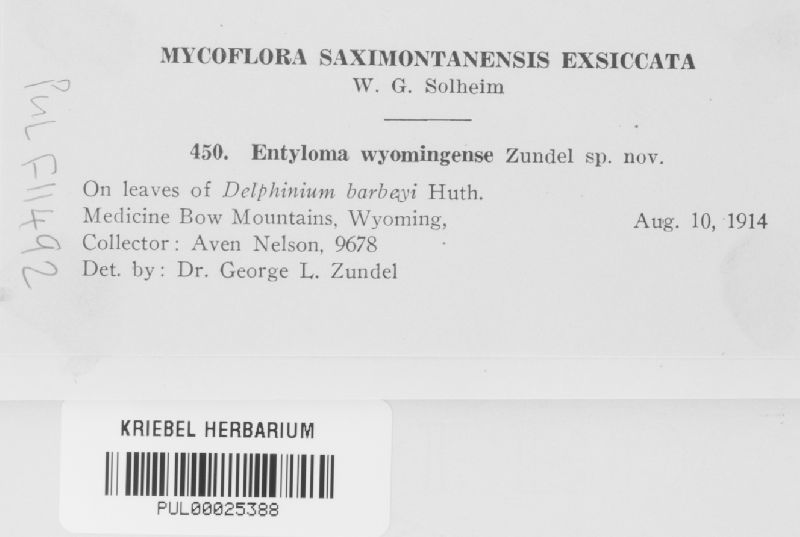 MYCOFLORA SAXIMONTANENSIS EXSICCATA
W. G. Solheim
450. Entyloma wyomingense Zundel sp. nov.
On leaves of Delphinium barbeyi Huth.
Medicine Bow Mountains, Wyoming, Aug. 10, 1914
Collector: Aven Nelson, 9678
Det. by: Dr. George L. Zundel
PUL F11492
KRIEBEL HERBARIUM
PUL00025388